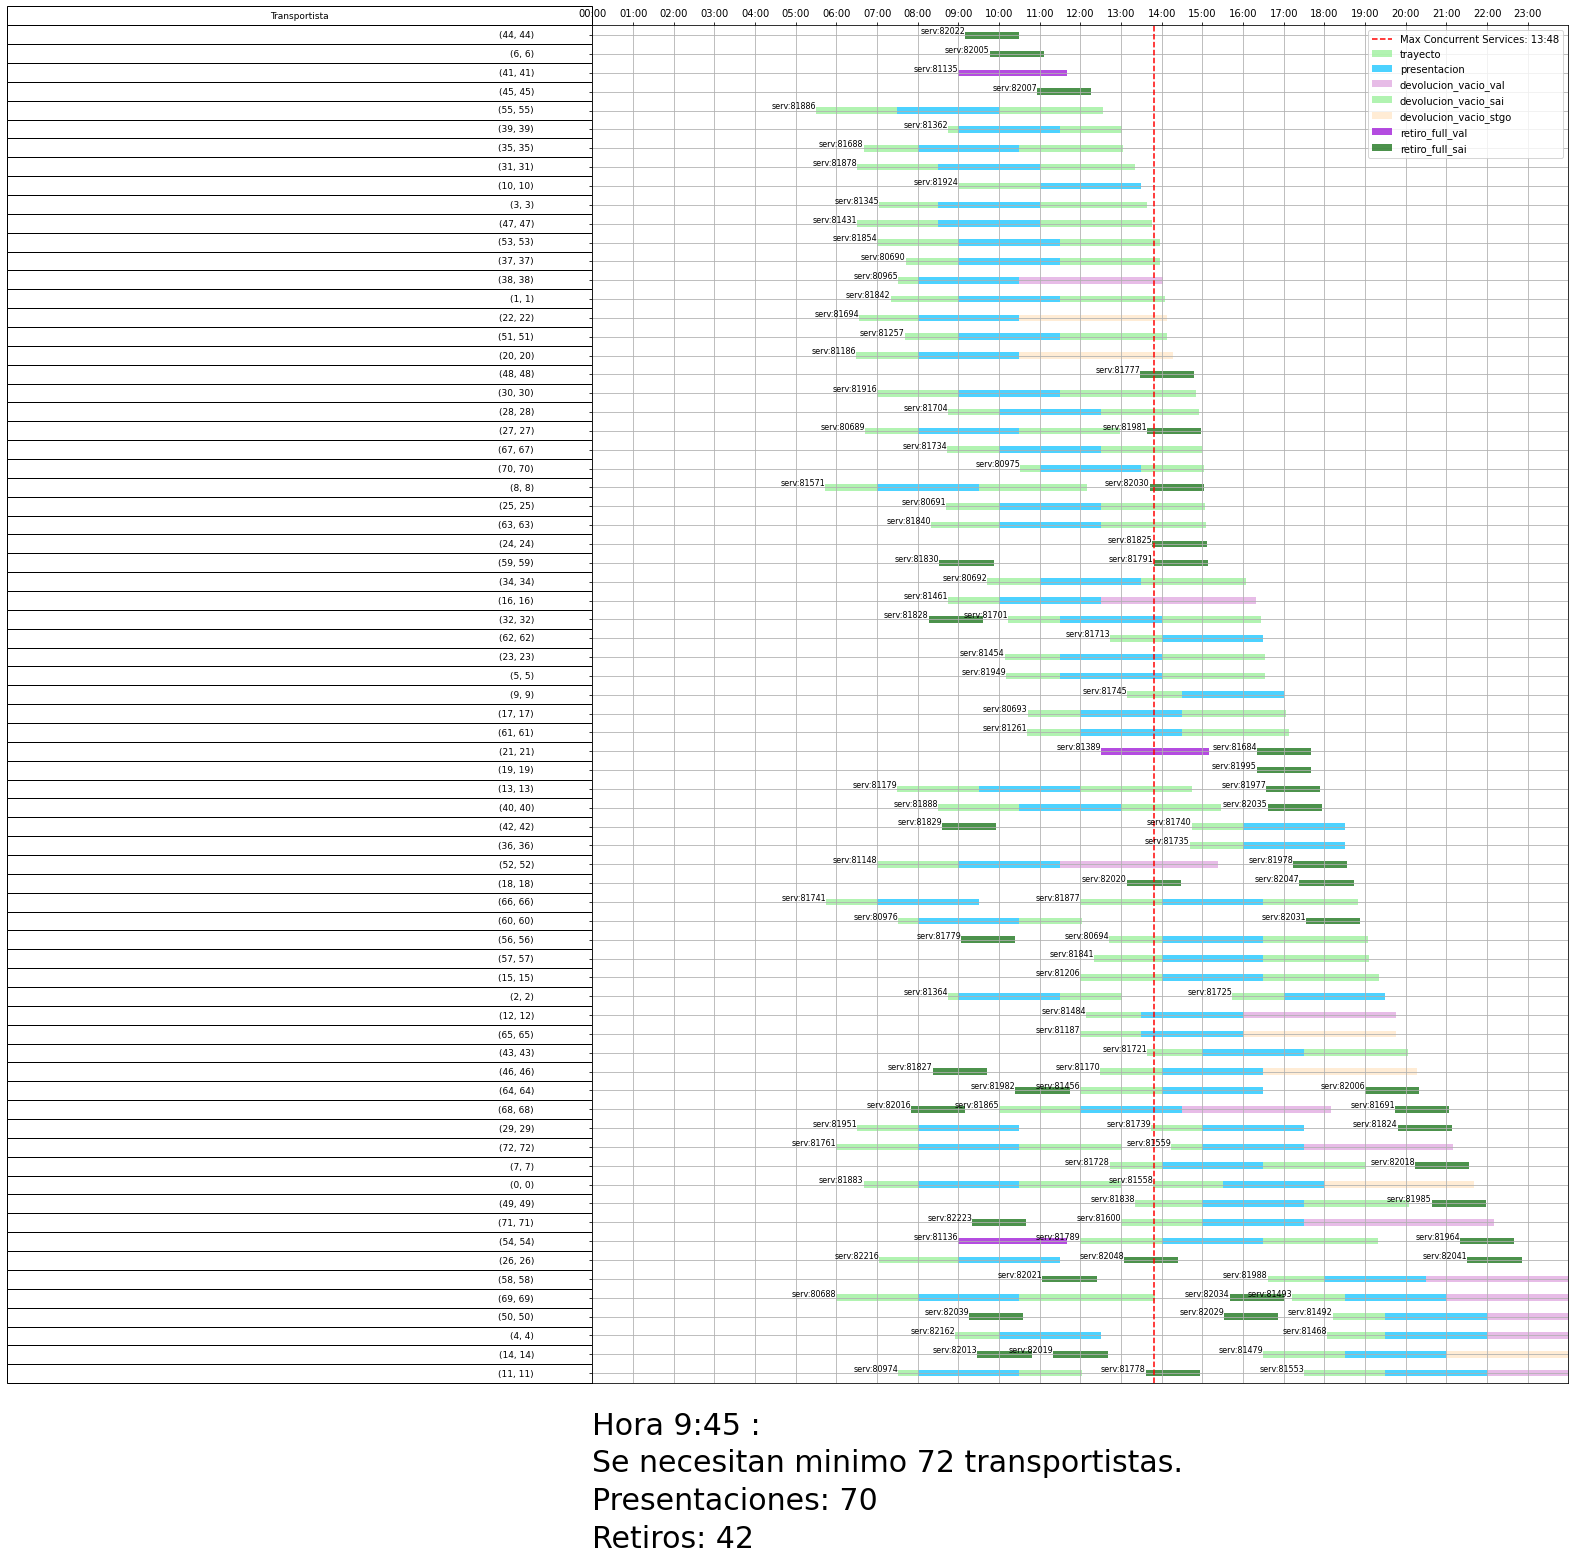 Transportista 00:00 01:00 02:00 03:00 04:00 05:00 06:00 07:00 08:00 09:00 10:00 11:00 12:00 13:00 14:00 15:00 16:00 17:00 18:00 19:00 20:00 21:00 22:00 23:00
Max Concurrent Services: 13:48
trayecto
presentacion
devolucion_vacio_val
devolucion_vacio_sai
devolucion_vacio_stgo
retiro_full_val
retiro_full_sai
(44, 44) serv:82022
(6, 6) serv:82005
(41, 41) serv:81135
(45, 45) serv:82007
(55, 55) serv:81886
(39, 39) serv:81362
(35, 35) serv:81688
(31, 31) serv:81878
(10, 10) serv:81924
(3, 3) serv:81345
(47, 47) serv:81431
(53, 53) serv:81854
(37, 37) serv:80690
(38, 38) serv:80965
(1, 1) serv:81842
(22, 22) serv:81694
(51, 51) serv:81257
(20, 20) serv:81186
(48, 48) serv:81777
(30, 30) serv:81916
(28, 28) serv:81704
(27, 27) serv:80689 serv:81981
(67, 67) serv:81734
(70, 70) serv:80975
(8, 8) serv:81571 serv:82030
(25, 25) serv:80691
(63, 63) serv:81840
(24, 24) serv:81825
(59, 59) serv:81830 serv:81791
(34, 34) serv:80692
(16, 16) serv:81461
(32, 32) serv:81828 serv:81701
(62, 62) serv:81713
(23, 23) serv:81454
(5, 5) serv:81949
(9, 9) serv:81745
(17, 17) serv:80693
(61, 61) serv:81261
(21, 21) serv:81389 serv:81684
(19, 19) serv:81995
(13, 13) serv:81179 serv:81977
(40, 40) serv:81888 serv:82035
(42, 42) serv:81829 serv:81740
(36, 36) serv:81735
(52, 52) serv:81148 serv:81978
(18, 18) serv:82020 serv:82047
(66, 66) serv:81741 serv:81877
(60, 60) serv:80976 serv:82031
(56, 56) serv:81779 serv:80694
(57, 57) serv:81841
(15, 15) serv:81206
(2, 2) serv:81364 serv:81725
(12, 12) serv:81484
(65, 65) serv:81187
(43, 43) serv:81721
(46, 46) serv:81827 serv:81170
(64, 64) serv:81982 serv:81456 serv:82006
(68, 68) serv:82016 serv:81865 serv:81691
(29, 29) serv:81951 serv:81739 serv:81824
(72, 72) serv:81761 serv:81559
(7, 7) serv:81728 serv:82018
(0, 0) serv:81883 serv:81558
(49, 49) serv:81838 serv:81985
(71, 71) serv:82223 serv:81600
(54, 54) serv:81136 serv:81789 serv:81964
(26, 26) serv:82216 serv:82048 serv:82041
(58, 58) serv:82021 serv:81988
(69, 69) serv:80688 serv:82034 serv:81493
(50, 50) serv:82039 serv:82029 serv:81492
(4, 4) serv:82162 serv:81468
(14, 14) serv:82013 serv:82019 serv:81479
(11, 11) serv:80974 serv:81778 serv:81553
Hora 9:45 :
Se necesitan minimo 72 transportistas.
Presentaciones: 70
Retiros: 42